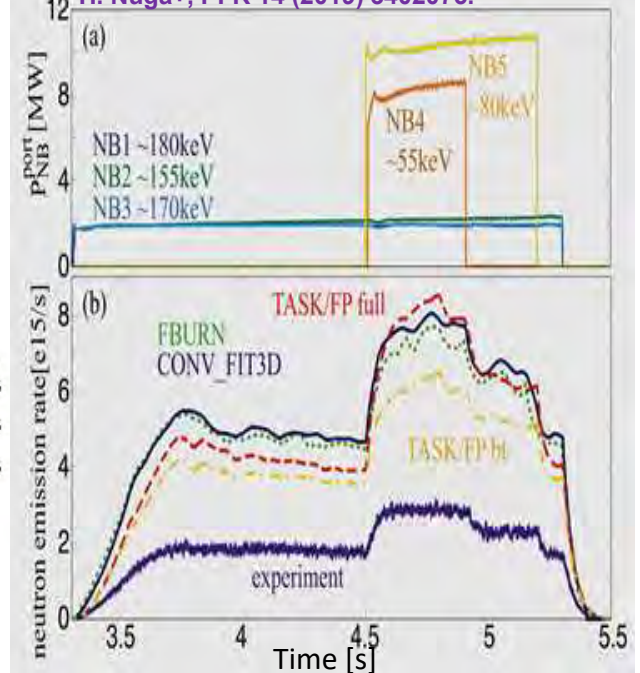 12
(a)
NB5
~80keV
8
NB4
~55keV
NB1 ~180keV
NB2 ~155keV
NB3 ~170keV
4
0
P_NB^port [MW]
(b)
TASK/FP full
8
FBURN
CONV_FIT3D
6
TASK/FP bt
4
2
experiment
0
neutron emission rate[e15/s]
3.5 4 4.5 5 5.5
Time [s]